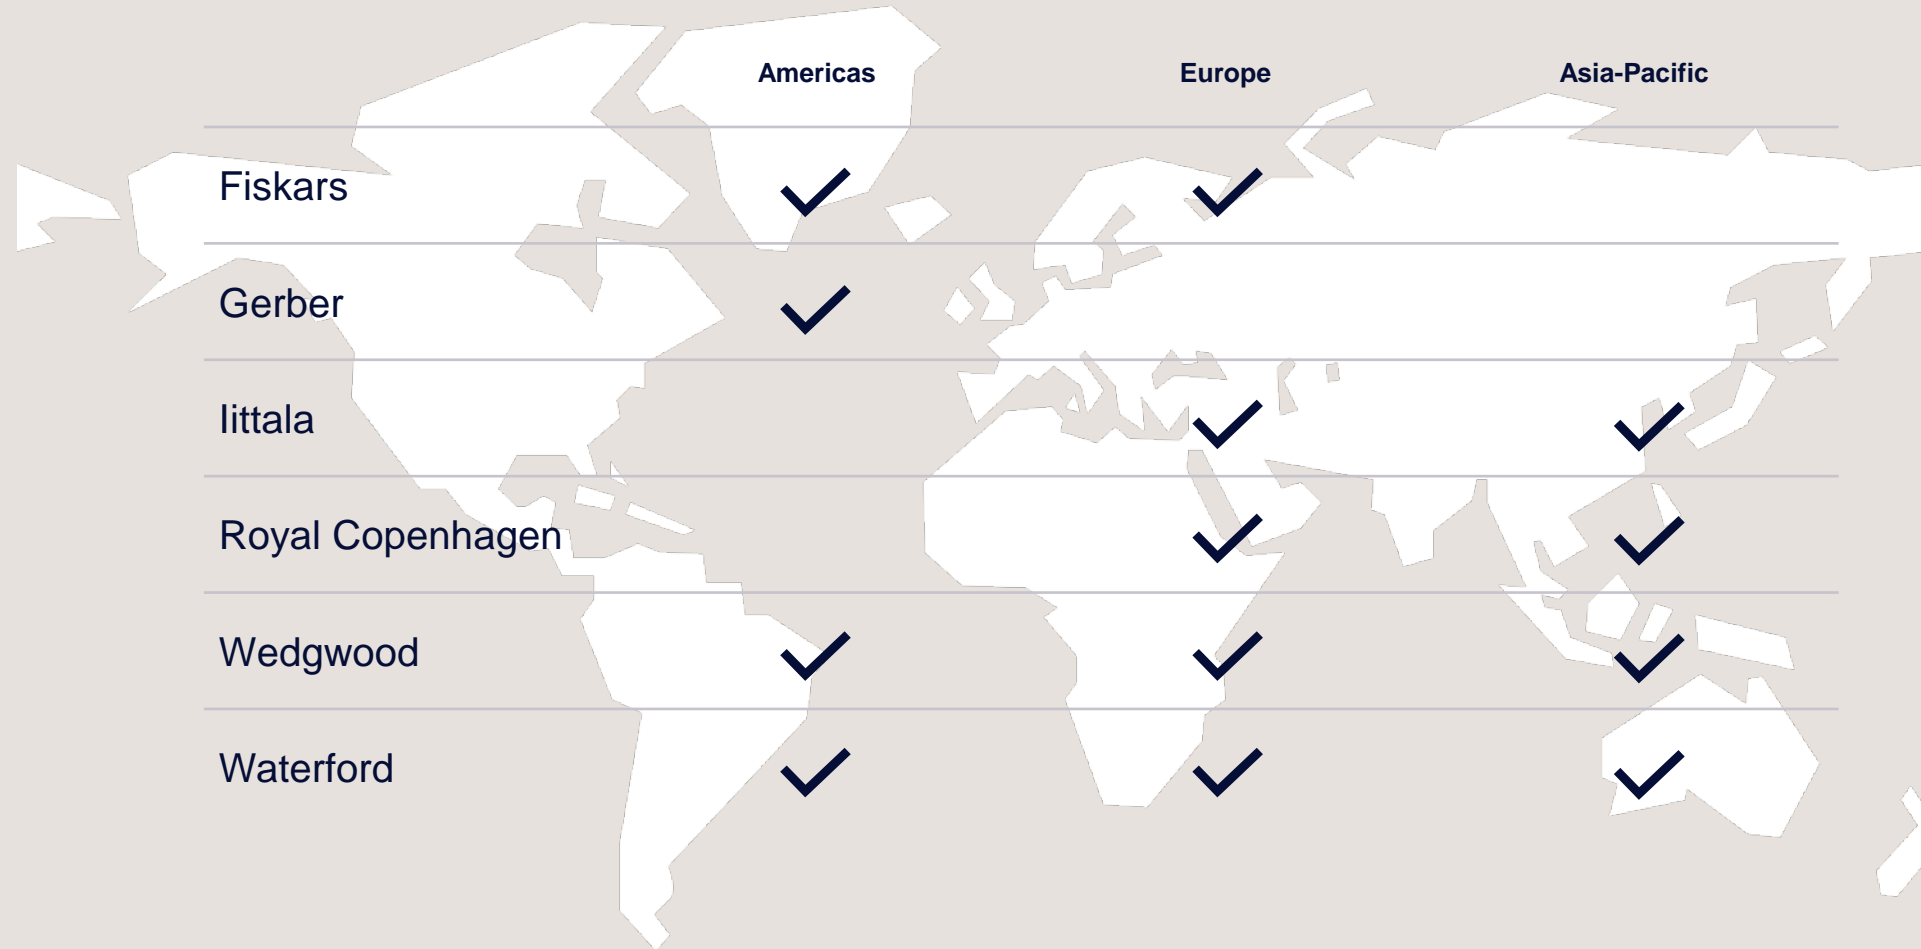 Americas Europe Asia-Pacific
Fiskars
Gerber
Iittala
Royal Copenhagen
Wedgwood
Waterford